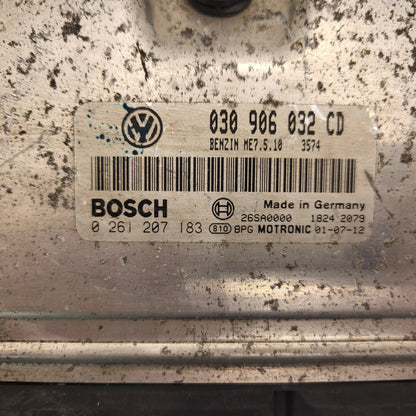 030 906 032 CD
BENZIN ME7.5.10 3574
BOSCH
Made in Germany
26SA0000 1824 2079
0 261 207 183 810 BPG MOTRONIC 01-07-12